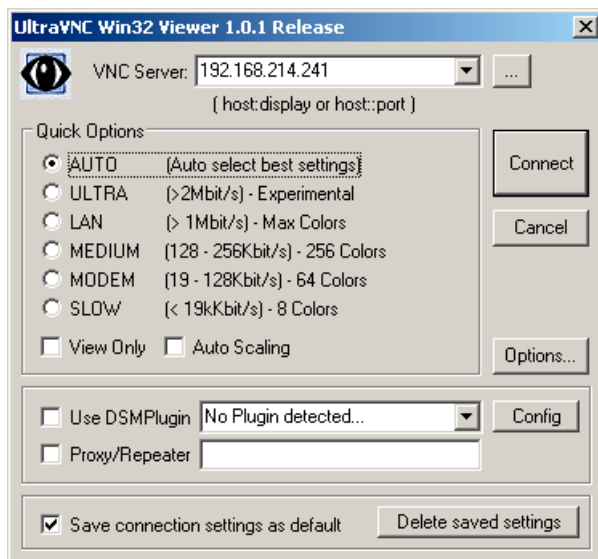 UltraVNC Win32 Viewer 1.0.1 Release
VNC Server: 192.168.214.241 ...
( host:display or host::port )
Quick Options
AUTO (Auto select best settings)
ULTRA (>2Mbit/s) - Experimental
LAN (> 1Mbit/s) - Max Colors
MEDIUM (128 - 256Kbit/s) - 256 Colors
MODEM (19 - 128Kbit/s) - 64 Colors
SLOW (< 19kKbit/s) - 8 Colors
View Only Auto Scaling
Connect
Cancel
Options...
Use DSMPlugin No Plugin detected... Config
Proxy/Repeater
Save connection settings as default Delete saved settings